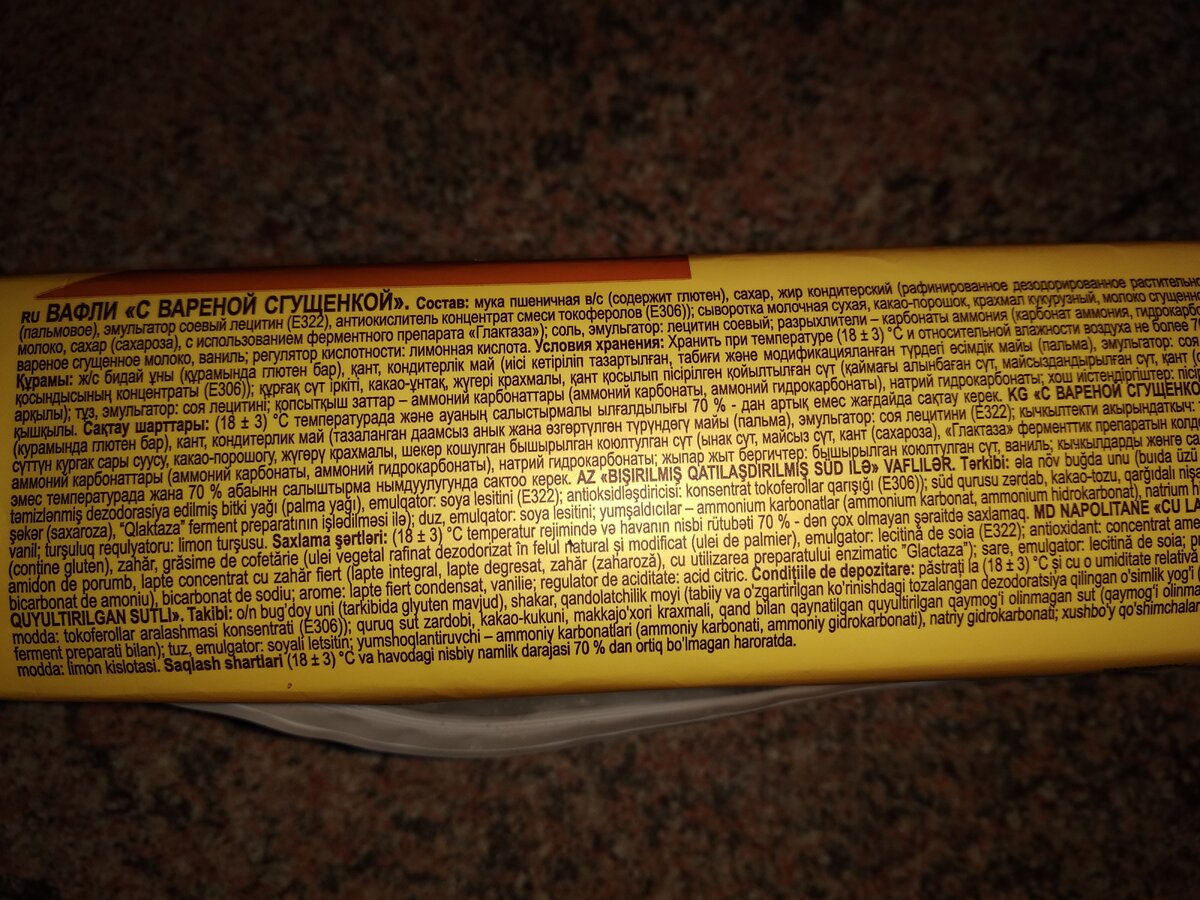 RU ВАФЛИ «С ВАРЕНОЙ СГУЩЕНКОЙ». Состав: мука пшеничная в/с (содержит глютен), сахар, жир кондитерский (рафинированное дезодорированное
(пальмовое), эмульгатор соевый лецитин (Е322), антиокислитель концентрат смеси токоферолов (Е306)); сыворотка молочная сухая, какао-порошок, крахмал кукурузный, молоко
молоко, сахар (сахароза), с использованием ферментного препарата «Глактаза»); соль, эмульгатор: лецитин соевый; разрыхлители – карбонаты аммония (карбонат аммония,
вареное сгущенное молоко, ваниль; регулятор кислотности: лимонная кислота. Условия хранения: Хранить при температуре (18 ± 3) °С и относительной влажности воздуха не более
Құрамы: ж/с бидай ұны (құрамында глютен бар), қант, кондитерлік май (иісі кетіріліп тазартылған, табиғи және модификацияланған түрдегі өсімдік майы (пальма), эмульгатор: соя
қосындысының концентраты (Е306)); құрғақ сүт іркіті, какао-ұнтақ, жүгері крахмалы, қант қосылып пісірілген қойылтылған сүт (қаймағы алынбаған сүт, майсыздандырылған сүт, қант
арқылы); тұз, эмульгатор: соя лецитині; қопсытқыш заттар – аммоний карбонаттары (аммоний карбонаты, аммоний гидрокарбонаты), натрий гидрокарбонаты; хош иістендіргіштер:
қышқылы. Сақтау шарттары: (18 ± 3) °С температурада және ауаның салыстырмалы ылғалдылығы 70 % - дан артық емес жағдайда сақтау керек. KG «С ВАРЕНОЙ
(курамында глютен бар), кант, кондитерлик май (тазаланган даамсыз анык жана өзгөртүлгөн түрүндөгү майы (пальма), эмульгатор: соя лецитини (Е322); кычкылтекти акырындаткыч:
сүттүн кургак сары суусу, какао-порошогу, жүгөрү крахмалы, шекер кошулган бышырылган коюлтулган сүт (ынак сүт, майсыз сүт, кант (сахароза), «Глактаза» ферменттик препаратын
аммоний карбонаттары (аммоний карбонаты, аммоний гидрокарбонаты), натрий гидрокарбонаты; жыпар жыт бергичтер: бышырылган коюлтулган сүт, ваниль; кычкылдарды жөнгө
эмес температурада жана 70 % абаынн салыштырма нымдуулугунда сактоо керек. AZ «BIŞIRILMIŞ QATILAŞDIRILMIŞ SÜD ILƏ» VAFLILƏR. Tərkibi: əla növ buğda unu
təmizlənmiş dezodorasiya edilmiş bitki yağı (palma yağı), emulqator: soya lesitini (E322); antioksidləşdiricisi: konsentrat tokoferollar qarışığı (E306)); süd qurusu zərdab, kakao-tozu, qarğıdalı
şəkər (saxaroza), "Qlaktaza" ferment preparatının işlədilməsi ilə); duz, emulqator: soya lesitini; yumşaldıcılar – ammonium karbonatlar (ammonium karbonat, ammonium hidrokarbonat), natrium
vanil; turşuluq requlyatoru: limon turşusu. Saxlama şertləri: (18 ± 3) °C temperatur rejimində və havanın nisbi rütubəti 70 % - dən çox olmayan şəraitdə saxlamaq. MD NAPOLITANE «CU
(conține gluten), zahăr, grăsime de cofetărie (ulei vegetal rafinat dezodorizat în felul natural și modificat (ulei de palmier), emulgator: lecitină de soia (E322); antioxidant: concentrat
amidon de porumb, lapte concentrat cu zahăr fiert (lapte integral, lapte degresat, zahăr (zaharoză), cu utilizarea preparatului enzimatic "Glactaza"); sare, emulgator: lecitină de soia;
bicarbonat de amoniu), bicarbonat de sodiu; arome: lapte fiert condensat, vanilie; regulator de aciditate: acid citric. Condițiile de depozitare: păstrați la (18 ± 3) °C și cu o umiditate
QUYULTIRILGAN SUTLI». Takibi: o/n bug'doy uni (tarkibida glyuten mavjud), shakar, qandolatchilik moyi (tabiiy va o'zgartirilgan ko'rinishdagi tozalangan dezodoratsiya qilingan o'simlik yog'i
modda: tokoferollar aralashmasi konsentrati (E306)); quruq sut zardobi, kakao-kukuni, makkajo'xori kraxmali, qand bilan qaynatilgan quyultirilgan qaymog'i olinmagan sut (qaymog'i
ferment preparati bilan); tuz, emulgator: soyali letsitin; yumshoqlantiruvchi – ammoniy karbonatlari (ammoniy karbonati, ammoniy gidrokarbonati), natriy gidrokarbonati; xushbo'y qo'shimchalar
modda: limon kislotasi. Saqlash shartlari (18 ± 3) °C va havodagi nisbiy namlik darajasi 70 % dan ortiq bo'lmagan haroratda.